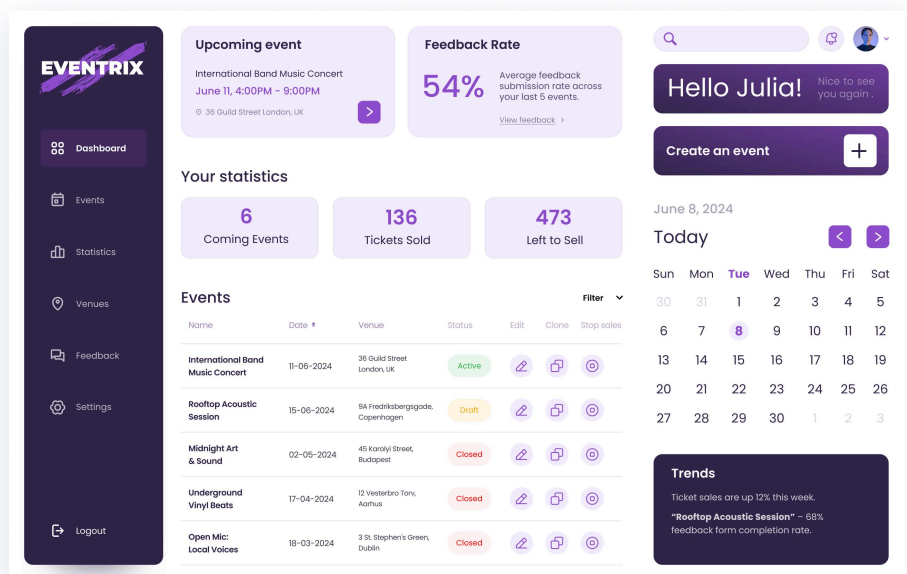 EVENTRIX
Dashboard
Events
Statistics
Venues
Feedback
Settings
Logout
Upcoming event
International Band Music Concert
June 11, 4:00PM - 9:00PM
36 Guild Street London, UK
Feedback Rate
54%
Average feedback
submission rate across
your last 5 events.
View feedback >
Your statistics
6
Coming Events
136
Tickets Sold
473
Left to Sell
Events
Filter
Name Date Venue Status Edit Clone Stop sales
International Band
Music Concert
11-06-2024
36 Guild Street
London, UK
Active
Rooftop Acoustic
Session
15-06-2024
9A Fredriksbergsgade,
Copenhagen
Draft
Midnight Art
& Sound
02-05-2024
45 Karolyi Street,
Budapest
Closed
Underground
Vinyl Beats
17-04-2024
12 Vesterbro Torv,
Aarhus
Closed
Open Mic:
Local Voices
18-03-2024
3 St. Stephen's Green,
Dublin
Closed
Hello Julia!
Nice to see
you again .
Create an event
June 8, 2024
Today
Sun Mon Tue Wed Thu Fri Sat
30 31 1 2 3 4 5
6 7 8 9 10 11 12
13 14 15 16 17 18 19
20 21 22 23 24 25 26
27 28 29 30 1 2 3
Trends
Ticket sales are up 12% this week.
“Rooftop Acoustic Session” – 68%
feedback form completion rate.